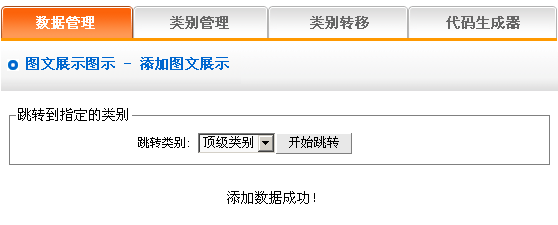 数据管理 类别管理 类别转移 代码生成器
图文展示图示 - 添加图文展示
跳转到指定的类别
跳转类别: 顶级类别 开始跳转
添加数据成功!